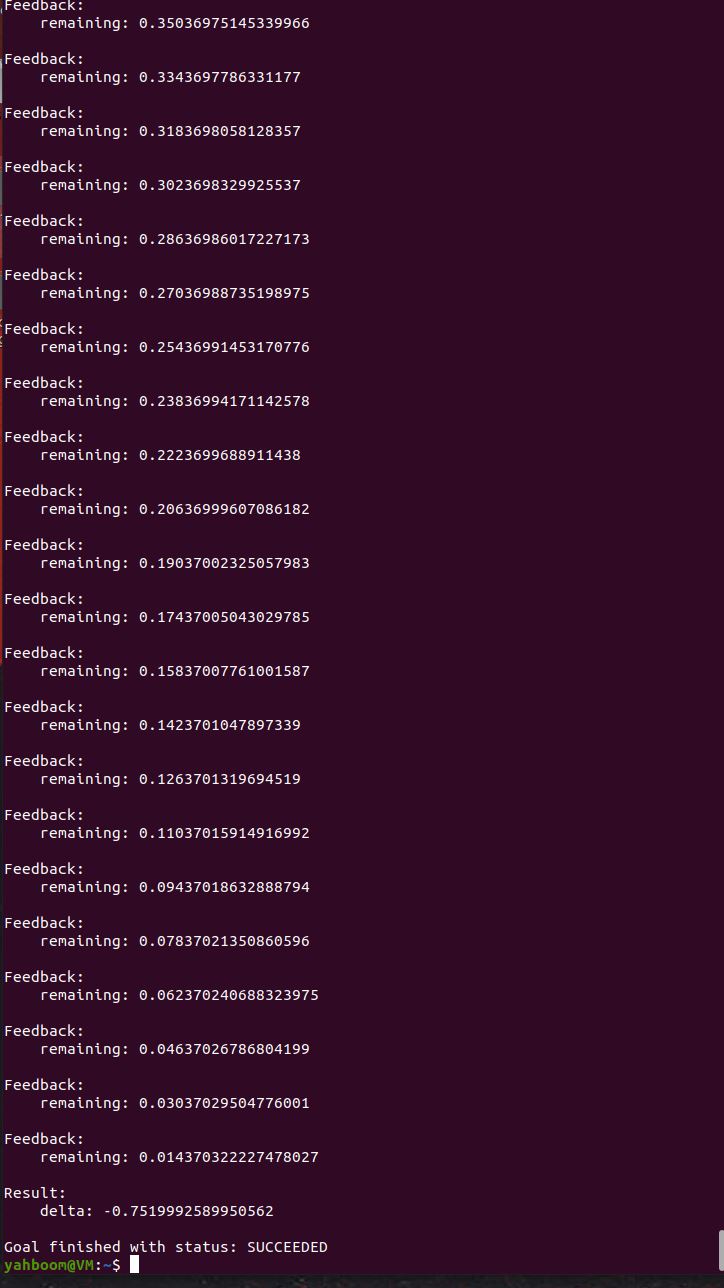 Feedback:
    remaining: 0.35036975145339966
Feedback:
    remaining: 0.3343697786331177
Feedback:
    remaining: 0.3183698058128357
Feedback:
    remaining: 0.3023698329925537
Feedback:
    remaining: 0.28636986017227173
Feedback:
    remaining: 0.27036988735198975
Feedback:
    remaining: 0.25436991453170776
Feedback:
    remaining: 0.23836994171142578
Feedback:
    remaining: 0.2223699688911438
Feedback:
    remaining: 0.20636999607086182
Feedback:
    remaining: 0.19037002325057983
Feedback:
    remaining: 0.17437005043029785
Feedback:
    remaining: 0.15837007761001587
Feedback:
    remaining: 0.1423701047897339
Feedback:
    remaining: 0.1263701319694519
Feedback:
    remaining: 0.11037015914916992
Feedback:
    remaining: 0.09437018632888794
Feedback:
    remaining: 0.07837021350860596
Feedback:
    remaining: 0.062370240688323975
Feedback:
    remaining: 0.04637026786804199
Feedback:
    remaining: 0.03037029504776001
Feedback:
    remaining: 0.014370322227478027
Result:
    delta: -0.7519992589950562
Goal finished with status: SUCCEEDED
yahboom@VM:~$